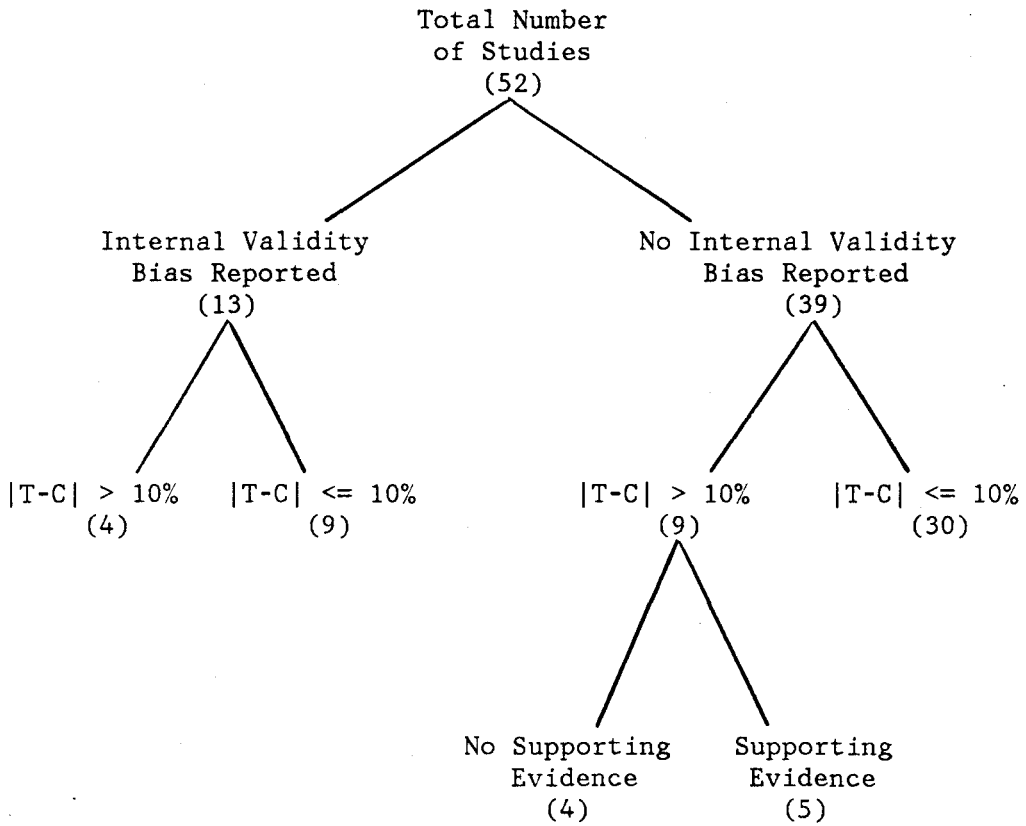 Total Number
of Studies
(52)
Internal Validity
Bias Reported
(13)
No Internal Validity
Bias Reported
(39)
|T-C| > 10%
(4)
|T-C| <= 10%
(9)
|T-C| > 10%
(9)
|T-C| <= 10%
(30)
No Supporting
Evidence
(4)
Supporting
Evidence
(5)